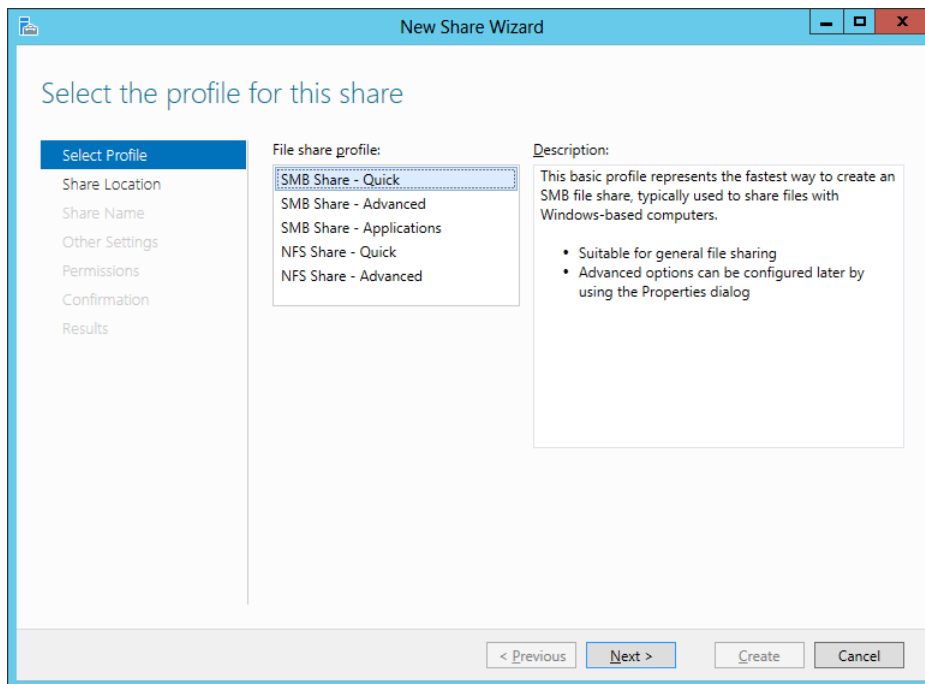 New Share Wizard
Select the profile for this share
Select Profile
Share Location
Share Name
Other Settings
Permissions
Confirmation
Results
File share profile:
SMB Share - Quick
SMB Share - Advanced
SMB Share - Applications
NFS Share - Quick
NFS Share - Advanced
Description:
This basic profile represents the fastest way to create an
SMB file share, typically used to share files with
Windows-based computers.
• Suitable for general file sharing
• Advanced options can be configured later by
using the Properties dialog
< Previous
Next >
Create
Cancel